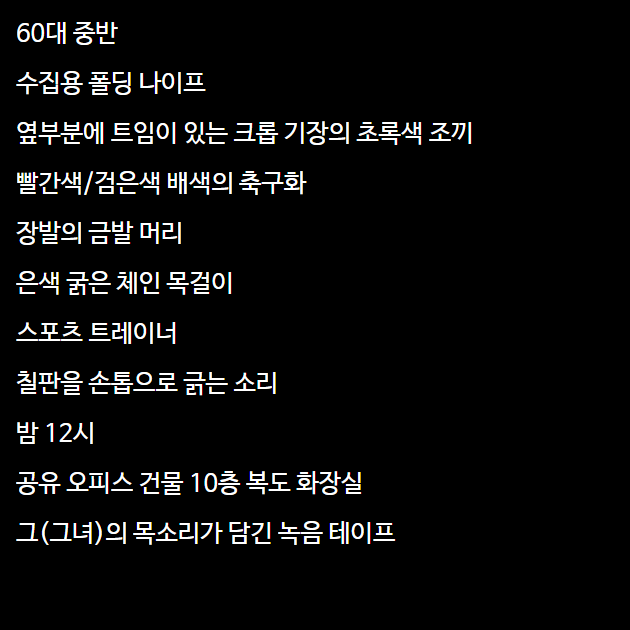 60대 중반
수집용 폴딩 나이프
옆부분에 트임이 있는 크롭 기장의 초록색 조끼
빨간색/검은색 배색의 축구화
장발의 금발 머리
은색 굵은 체인 목걸이
스포츠 트레이너
칠판을 손톱으로 긁는 소리
밤 12시
공유 오피스 건물 10층 복도 화장실
그(그녀)의 목소리가 담긴 녹음 테이프